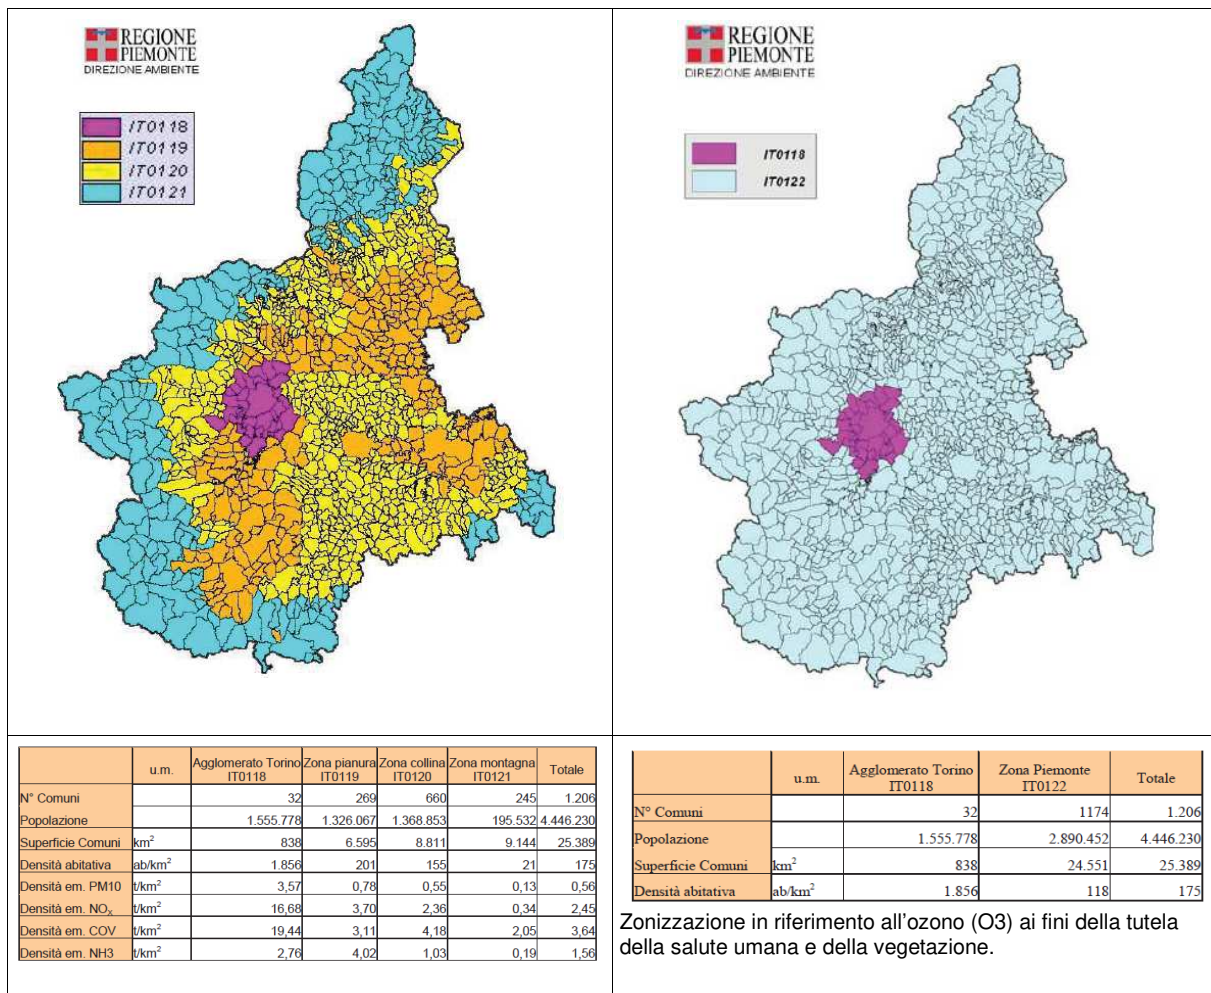 REGIONE
PIEMONTE
DIREZIONE AMBIENTE
IT0118
IT0119
IT0120
IT0121
REGIONE
PIEMONTE
DIREZIONE AMBIENTE
IT0118
IT0122
u.m. Agglomerato Torino IT0118 Zona pianura IT0119 Zona collina IT0120 Zona montagna IT0121 Totale
N° Comuni 32 269 660 245 1.206
Popolazione 1.555.778 1.326.067 1.368.853 195.532 4.446.230
Superficie Comuni km² 838 6.595 8.811 9.144 25.389
Densità abitativa ab/km² 1.856 201 155 21 175
Densità em. PM10 t/km² 3,57 0,78 0,55 0,13 0,56
Densità em. NOx t/km² 16,68 3,70 2,36 0,34 2,45
Densità em. COV t/km² 19,44 3,11 4,18 2,05 3,64
Densità em. NH3 t/km² 2,76 4,02 1,03 0,19 1,56
u.m. Agglomerato Torino IT0118 Zona Piemonte IT0122 Totale
N° Comuni 32 1174 1.206
Popolazione 1.555.778 2.890.452 4.446.230
Superficie Comuni km² 838 24.551 25.389
Densità abitativa ab/km² 1.856 118 175
Zonizzazione in riferimento all'ozono (O3) ai fini della tutela
della salute umana e della vegetazione.